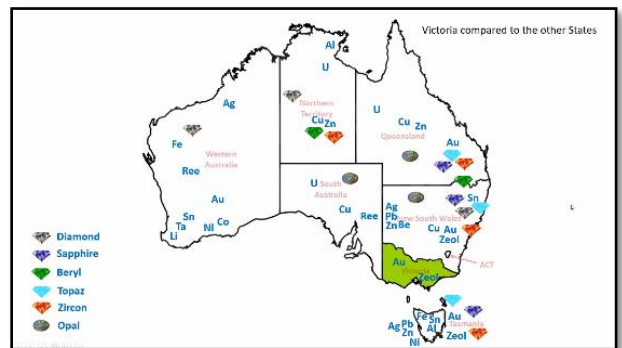 Victoria compared to the other States
Al
U
Ag
Northern
Territory
Cu
Zn
U
Cu
Zn
Queensland
Au
Fe
Western
Australia
Ree
Au
Sn
Ta
Li
Ni
Co
U
South
Australia
Cu
Ree
Ag
Pb
Zn
Be
New South Wales
Sn
Cu
Au
Zeol
ACT
Au
Victoria
Zeol
Diamond
Sapphire
Beryl
Topaz
Zircon
Opal
Fe
Sn
Al
Au
Tasmania
Zeol
Ag
Pb
Zn
Ni